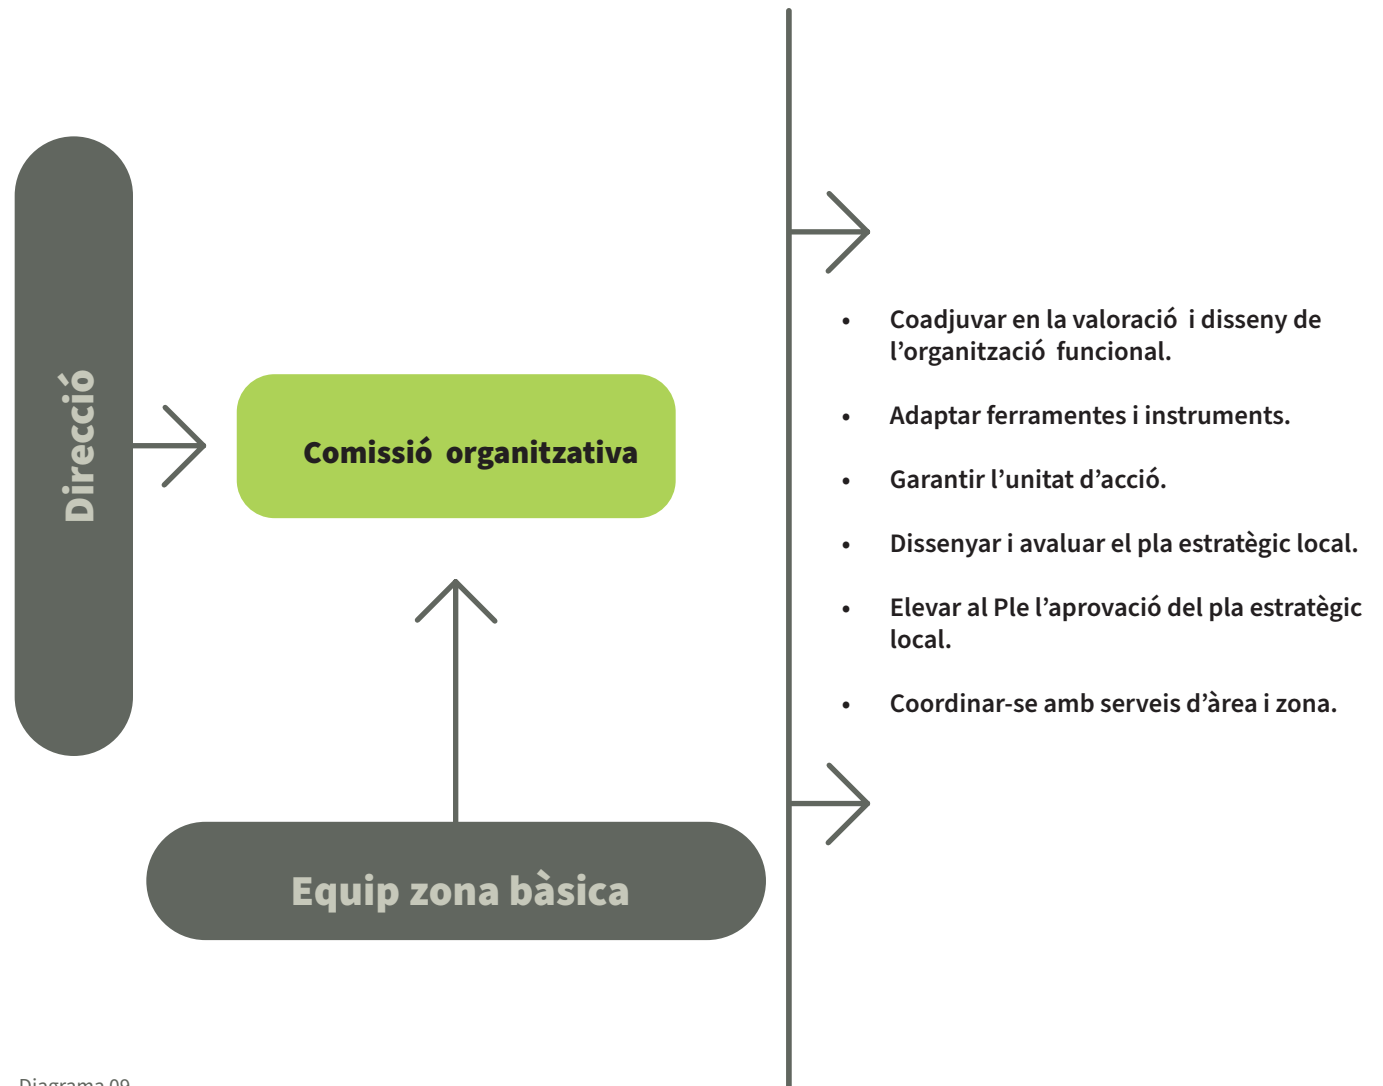 Direcció
Comissió organitzativa
Equip zona bàsica
• Coadjuvar en la valoració i disseny de
l’organització funcional.
• Adaptar ferramentes i instruments.
• Garantir l’unitat d’acció.
• Dissenyar i avaluar el pla estratègic local.
• Elevar al Ple l’aprovació del pla estratègic
local.
• Coordinar-se amb serveis d’àrea i zona.
Diagrama 09